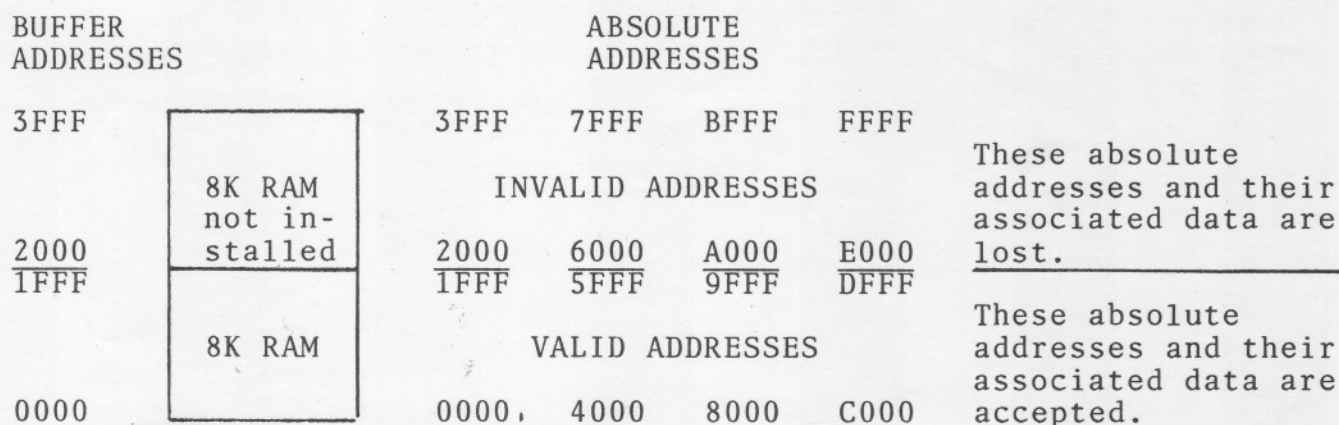 BUFFER ABSOLUTE
ADDRESSES ADDRESSES
3FFF 3FFF 7FFF BFFF FFFF
These absolute
8K RAM INVALID ADDRESSES addresses and their
not in- associated data are
2000 stalled 2000 6000 A000 E000 lost.
1FFF 1FFF 5FFF 9FFF DFFF
These absolute
8K RAM VALID ADDRESSES addresses and their
associated data are
0000 0000 4000 8000 C000 accepted.